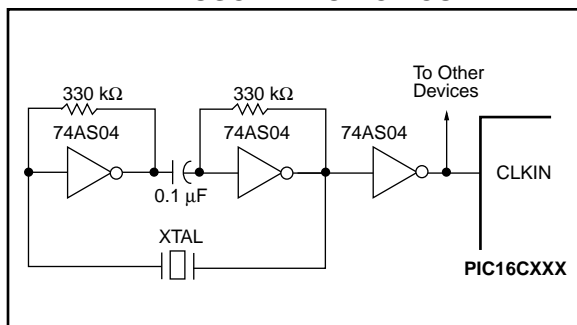 To Other
Devices
330 kΩ
330 kΩ
74AS04
74AS04
74AS04
CLKIN
0.1 µF
XTAL
PIC16CXXX